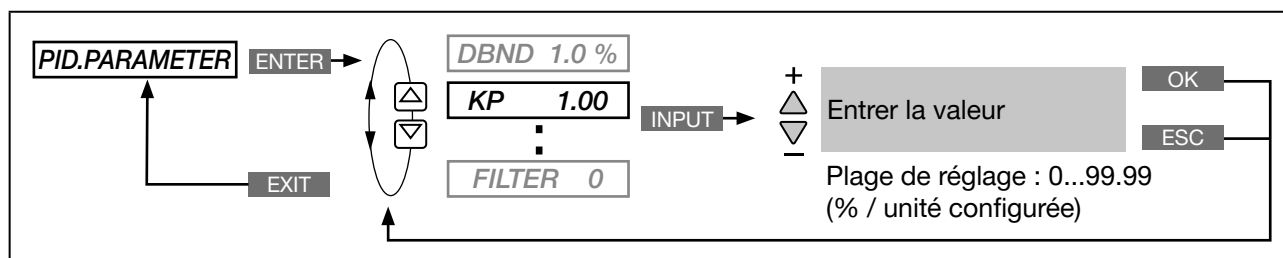 PID.PARAMETER
ENTER
EXIT
DBND 1.0 %
KP 1.00
FILTER 0
INPUT
+
−
Entrer la valeur
Plage de réglage : 0...99.99
(% / unité configurée)
OK
ESC